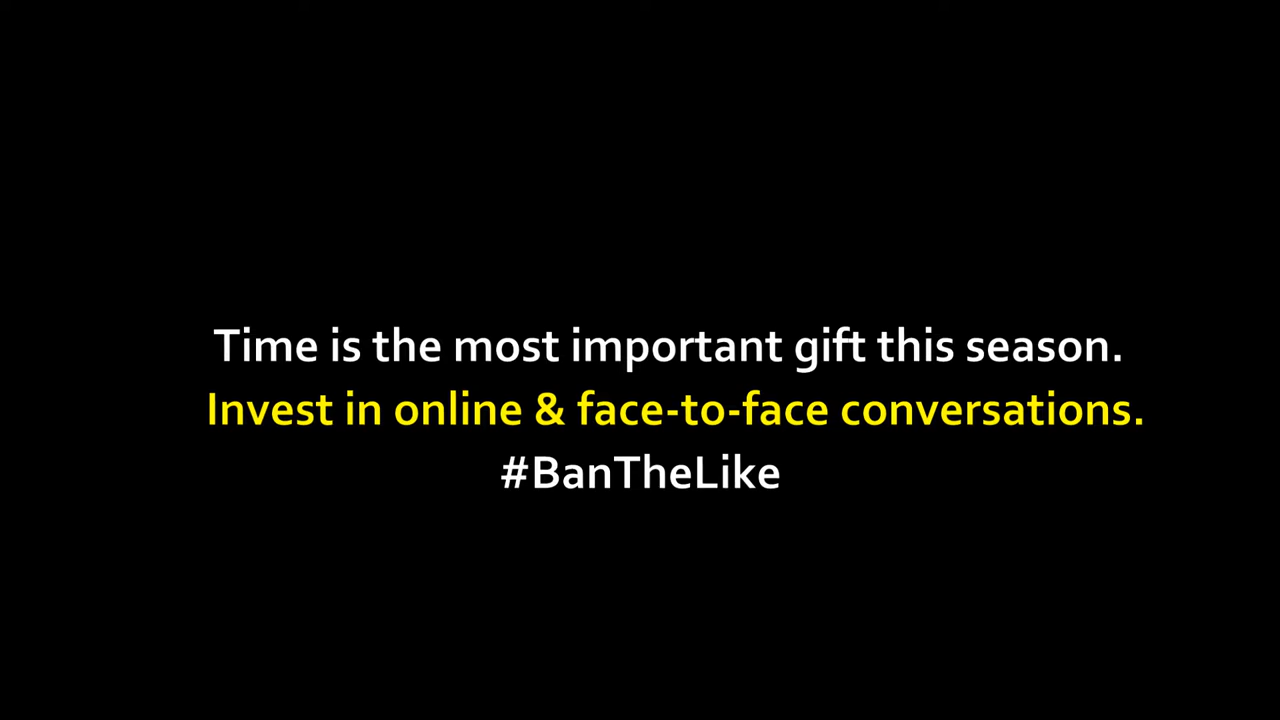 Time is the most important gift this season.
Invest in online & face-to-face conversations.
#BanTheLike